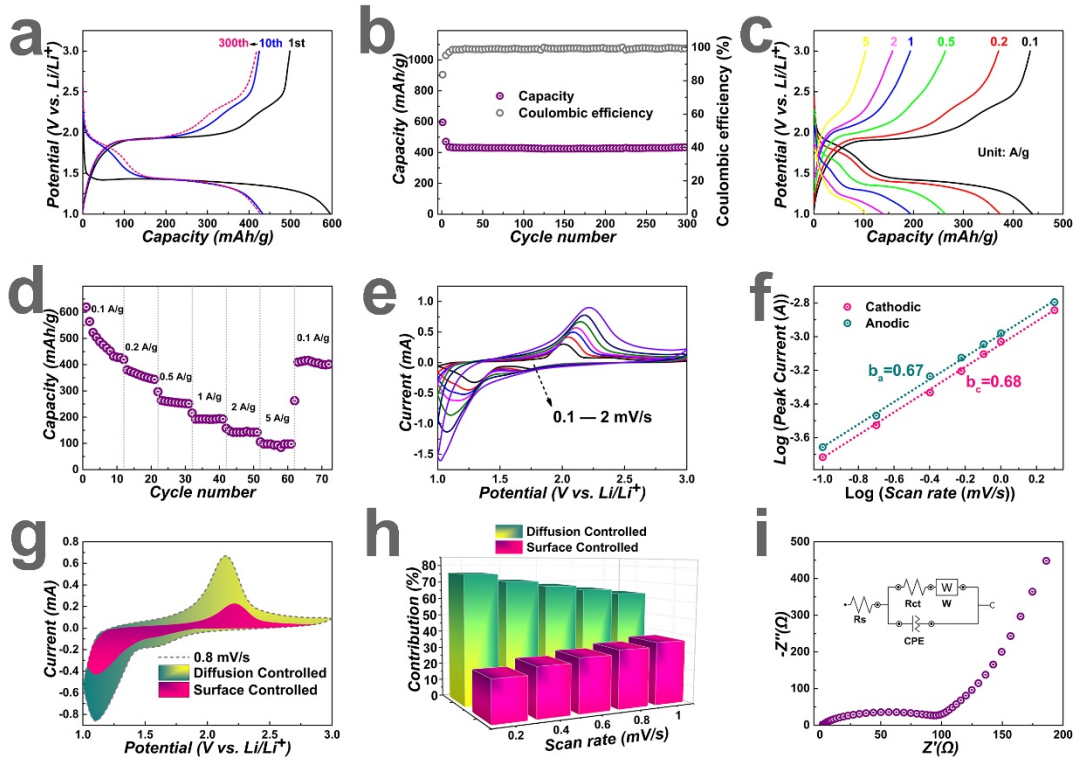 a
300th
10th
1st
3.0
2.5
2.0
1.5
1.0
Potential (V vs. Li/Li+)
0 100 200 300 400 500 600
Capacity (mAh/g)
b
1000
800
600
400
200
0
Capacity (mAh/g)
Capacity
Coulombic efficiency
100
80
60
40
20
0
Coulombic efficiency (%)
0 50 100 150 200 250 300
Cycle number
c
5 2 1 0.5 0.2 0.1
3.0
2.5
2.0
1.5
1.0
Potential (V vs. Li/Li+)
Unit: A/g
0 100 200 300 400 500
Capacity (mAh/g)
d
600
500
400
300
200
100
0
Capacity (mAh/g)
0.1 A/g
0.2 A/g
0.5 A/g
1 A/g
2 A/g
5 A/g
0.1 A/g
0 10 20 30 40 50 60 70
Cycle number
e
1.0
0.5
0.0
-0.5
-1.0
-1.5
Current (mA)
0.1 — 2 mV/s
1.0 1.5 2.0 2.5 3.0
Potential (V vs. Li/Li+)
f
-2.8
-3.0
-3.2
-3.4
-3.6
Log (Peak Current (A))
Cathodic
Anodic
ba=0.67
bc=0.68
-1.0 -0.8 -0.6 -0.4 -0.2 0.0 0.2
Log (Scan rate (mV/s))
g
0.8
0.6
0.4
0.2
0.0
-0.2
-0.4
-0.6
-0.8
Current (mA)
0.8 mV/s
Diffusion Controlled
Surface Controlled
1.0 1.5 2.0 2.5 3.0
Potential (V vs. Li/Li+)
h
Diffusion Controlled
Surface Controlled
80
70
60
50
40
30
20
10
0
Contribution (%)
0.2 0.4 0.6 0.8 1
Scan rate (mV/s)
i
500
400
300
200
100
0
-Z''(Ω)
Rs
Rct
W
W
CPE
0 50 100 150 200
Z'(Ω)